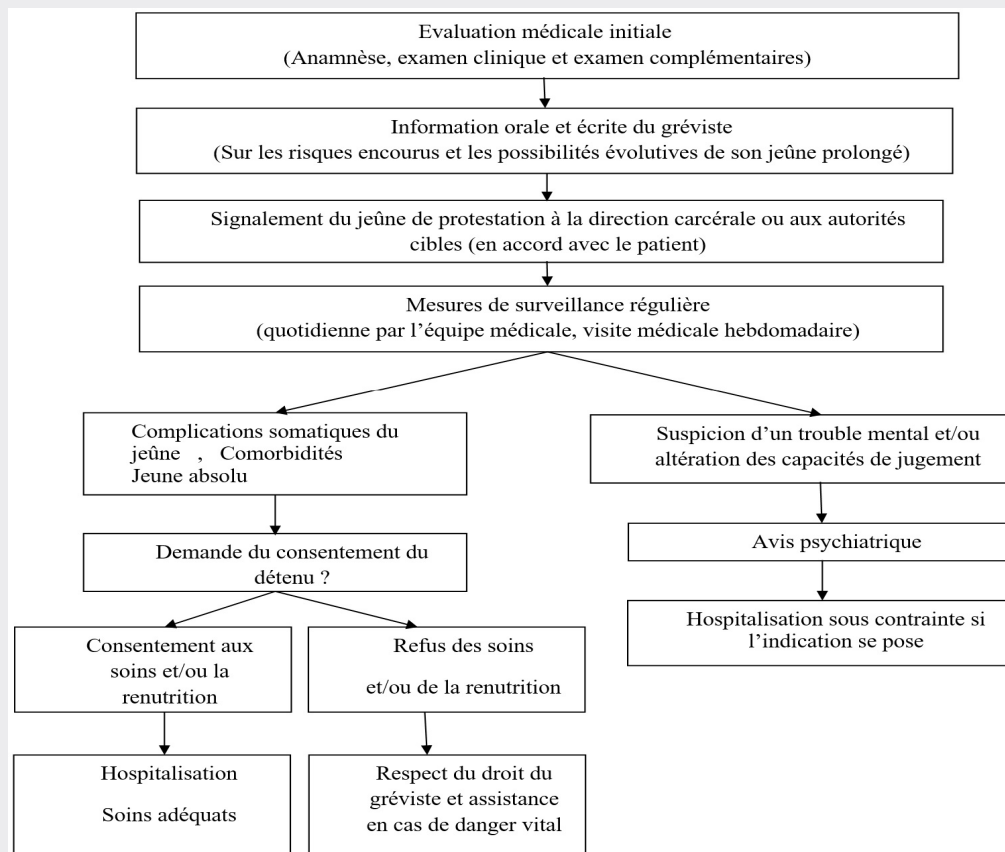 Evaluation médicale initiale
(Anamnèse, examen clinique et examen complémentaires)
Information orale et écrite du gréviste
(Sur les risques encourus et les possibilités évolutives de son jeûne prolongé)
Signalement du jeûne de protestation à la direction carcérale ou aux autorités
cibles (en accord avec le patient)
Mesures de surveillance régulière
(quotidienne par l’équipe médicale, visite médicale hebdomadaire)
Complications somatiques du
jeûne , Comorbidités
Jeune absolu
Demande du consentement du
détenu ?
Consentement aux
soins et/ou la
renutrition
Hospitalisation
Soins adéquats
Refus des soins
et/ou de la renutrition
Respect du droit du
gréviste et assistance
en cas de danger vital
Suspicion d’un trouble mental et/ou
altération des capacités de jugement
Avis psychiatrique
Hospitalisation sous contrainte si
l’indication se pose